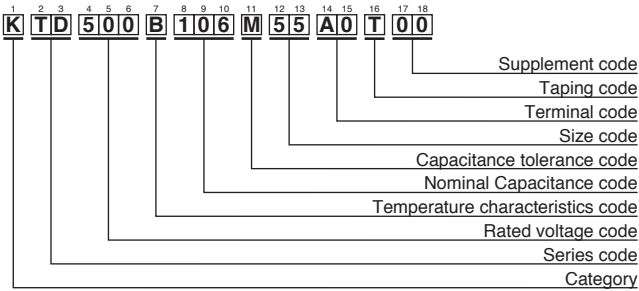 1 2 3 4 5 6 7 8 9 10 11 12 13 14 15 16 17 18
K T D 5 0 0 B 1 0 6 M 5 5 A 0 T 0 0
Supplement code
Taping code
Terminal code
Size code
Capacitance tolerance code
Nominal Capacitance code
Temperature characteristics code
Rated voltage code
Series code
Category